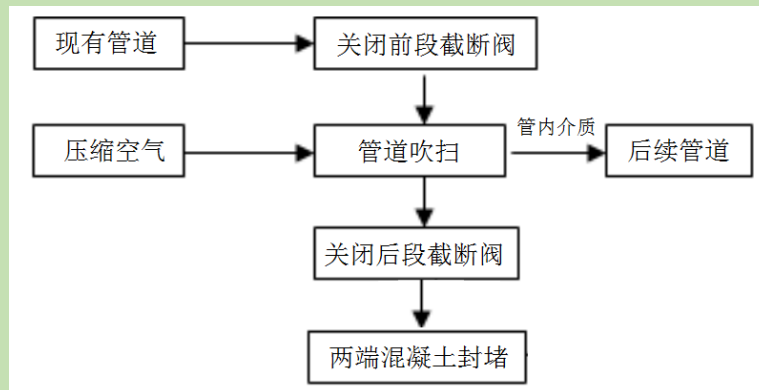 现有管道
关闭前段截断阀
压缩空气
管道吹扫
管内介质
后续管道
关闭后段截断阀
两端混凝土封堵